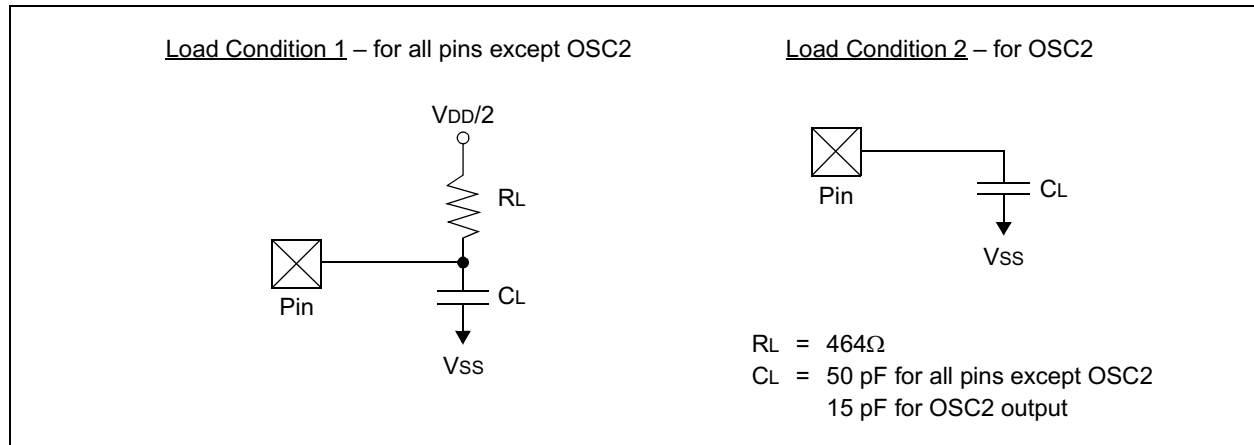 Load Condition 1 – for all pins except OSC2
VDD/2
RL
Pin
CL
VSS
Load Condition 2 – for OSC2
Pin
CL
VSS
RL = 464Ω
CL = 50 pF for all pins except OSC2
15 pF for OSC2 output